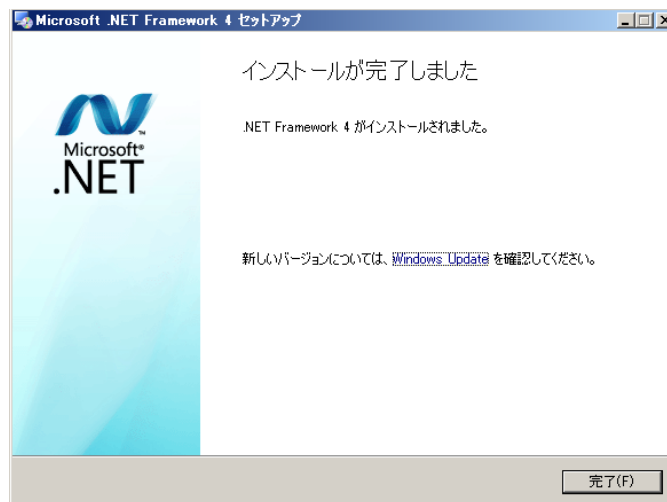 Microsoft .NET Framework 4 セットアップ
インストールが完了しました
.NET Framework 4 がインストールされました。
Microsoft®
.NET
新しいバージョンについては、Windows Update を確認してください。
完了(F)